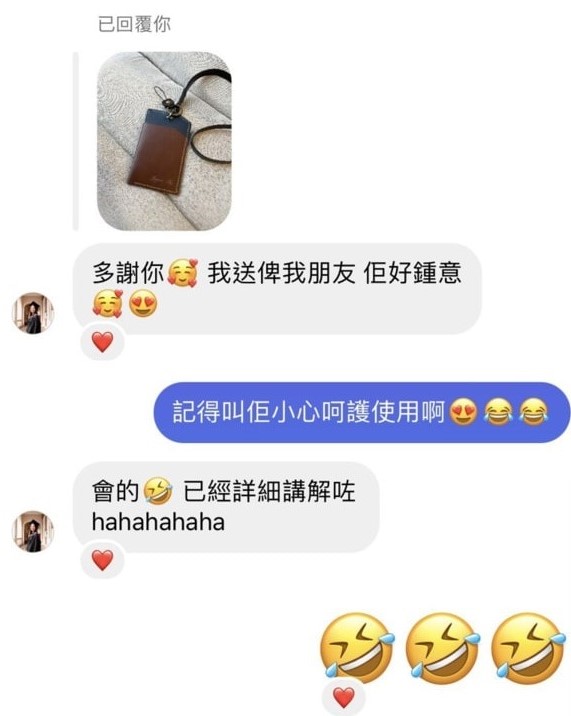 已回覆你
多謝你🥰 我送俾我朋友 佢好鍾意
🥰😍
記得叫佢小心呵護使用啊😍😂😂
會的🤣 已經詳細講解咗
hahahahaha
🤣🤣🤣